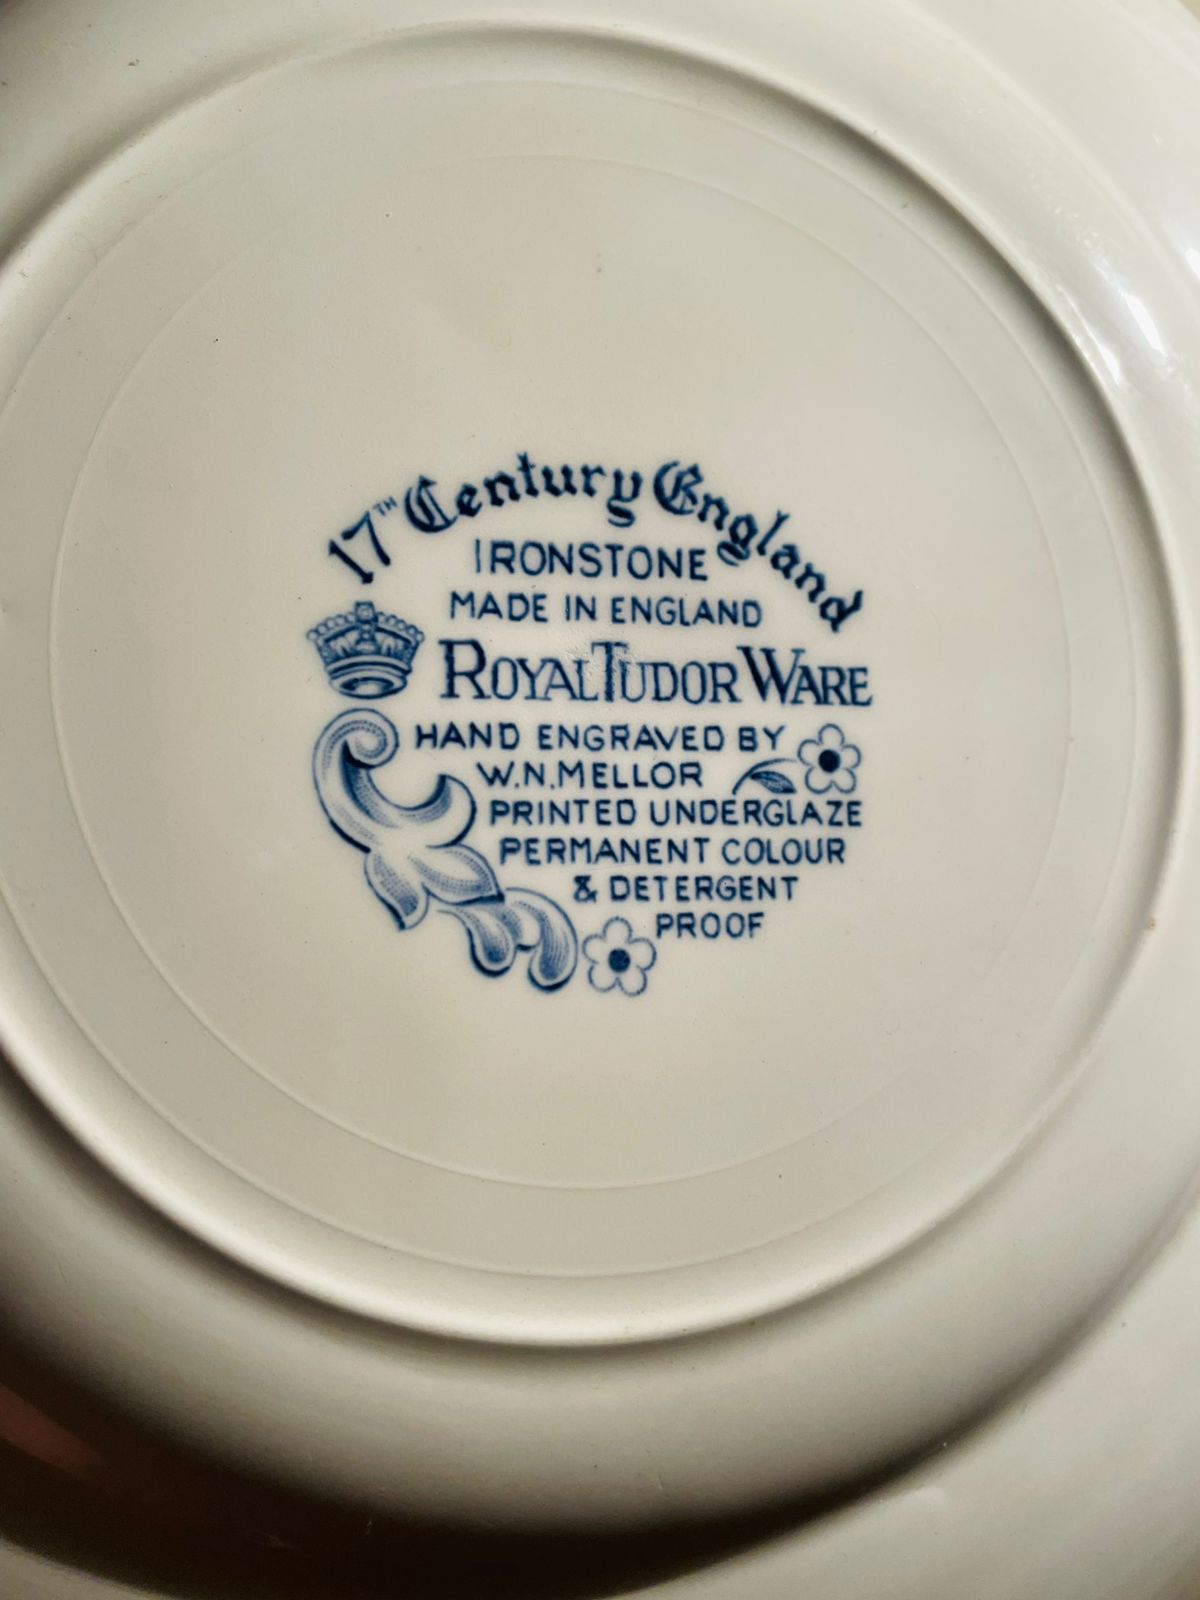 17TH Century England
IRONSTONE
MADE IN ENGLAND
ROYAL TUDOR WARE
HAND ENGRAVED BY
W.N.MELLOR
PRINTED UNDERGLAZE
PERMANENT COLOUR
& DETERGENT
PROOF